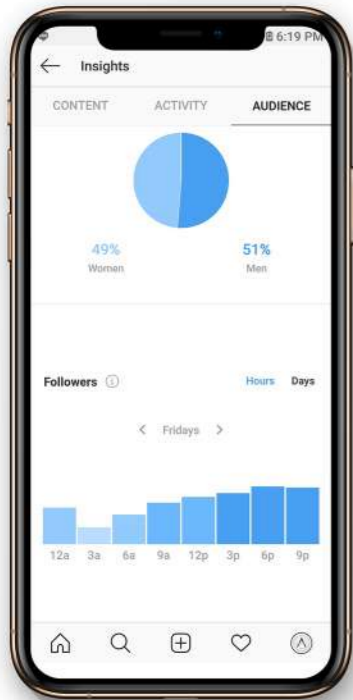 6:19 PM
Insights
CONTENT ACTIVITY AUDIENCE
49% 51%
Women Men
Followers Hours Days
Fridays
12a 3a 6a 9a 12p 3p 6p 9p